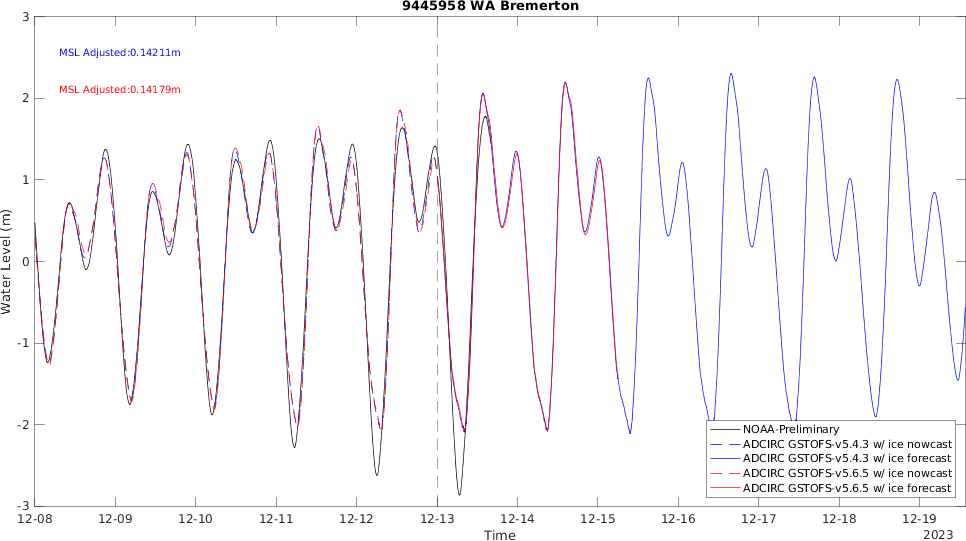 9445958 WA Bremerton
MSL Adjusted:0.14211m
MSL Adjusted:0.14179m
3
2
1
0
-1
-2
-3
Water Level (m)
NOAA-Preliminary
ADCIRC GSTOFS-v5.4.3 w/ ice nowcast
ADCIRC GSTOFS-v5.4.3 w/ ice forecast
ADCIRC GSTOFS-v5.6.5 w/ ice nowcast
ADCIRC GSTOFS-v5.6.5 w/ ice forecast
12-08 12-09 12-10 12-11 12-12 12-13 12-14 12-15 12-16 12-17 12-18 12-19
2023
Time